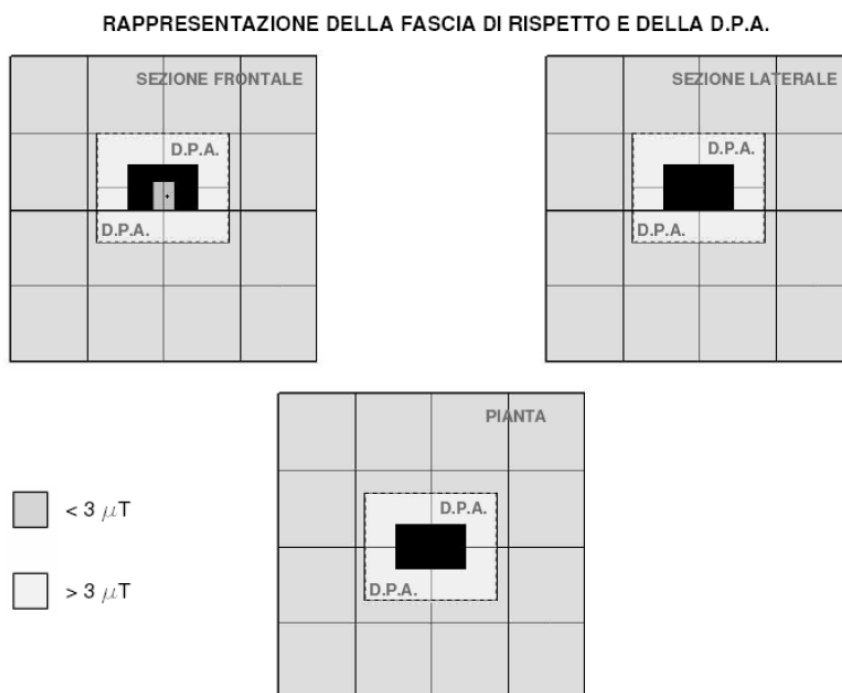 RAPPRESENTAZIONE DELLA FASCIA DI RISPETTO E DELLA D.P.A.
SEZIONE FRONTALE
D.P.A.
D.P.A.
SEZIONE LATERALE
D.P.A.
D.P.A.
PIANTA
D.P.A.
D.P.A.
< 3 μT
> 3 μT